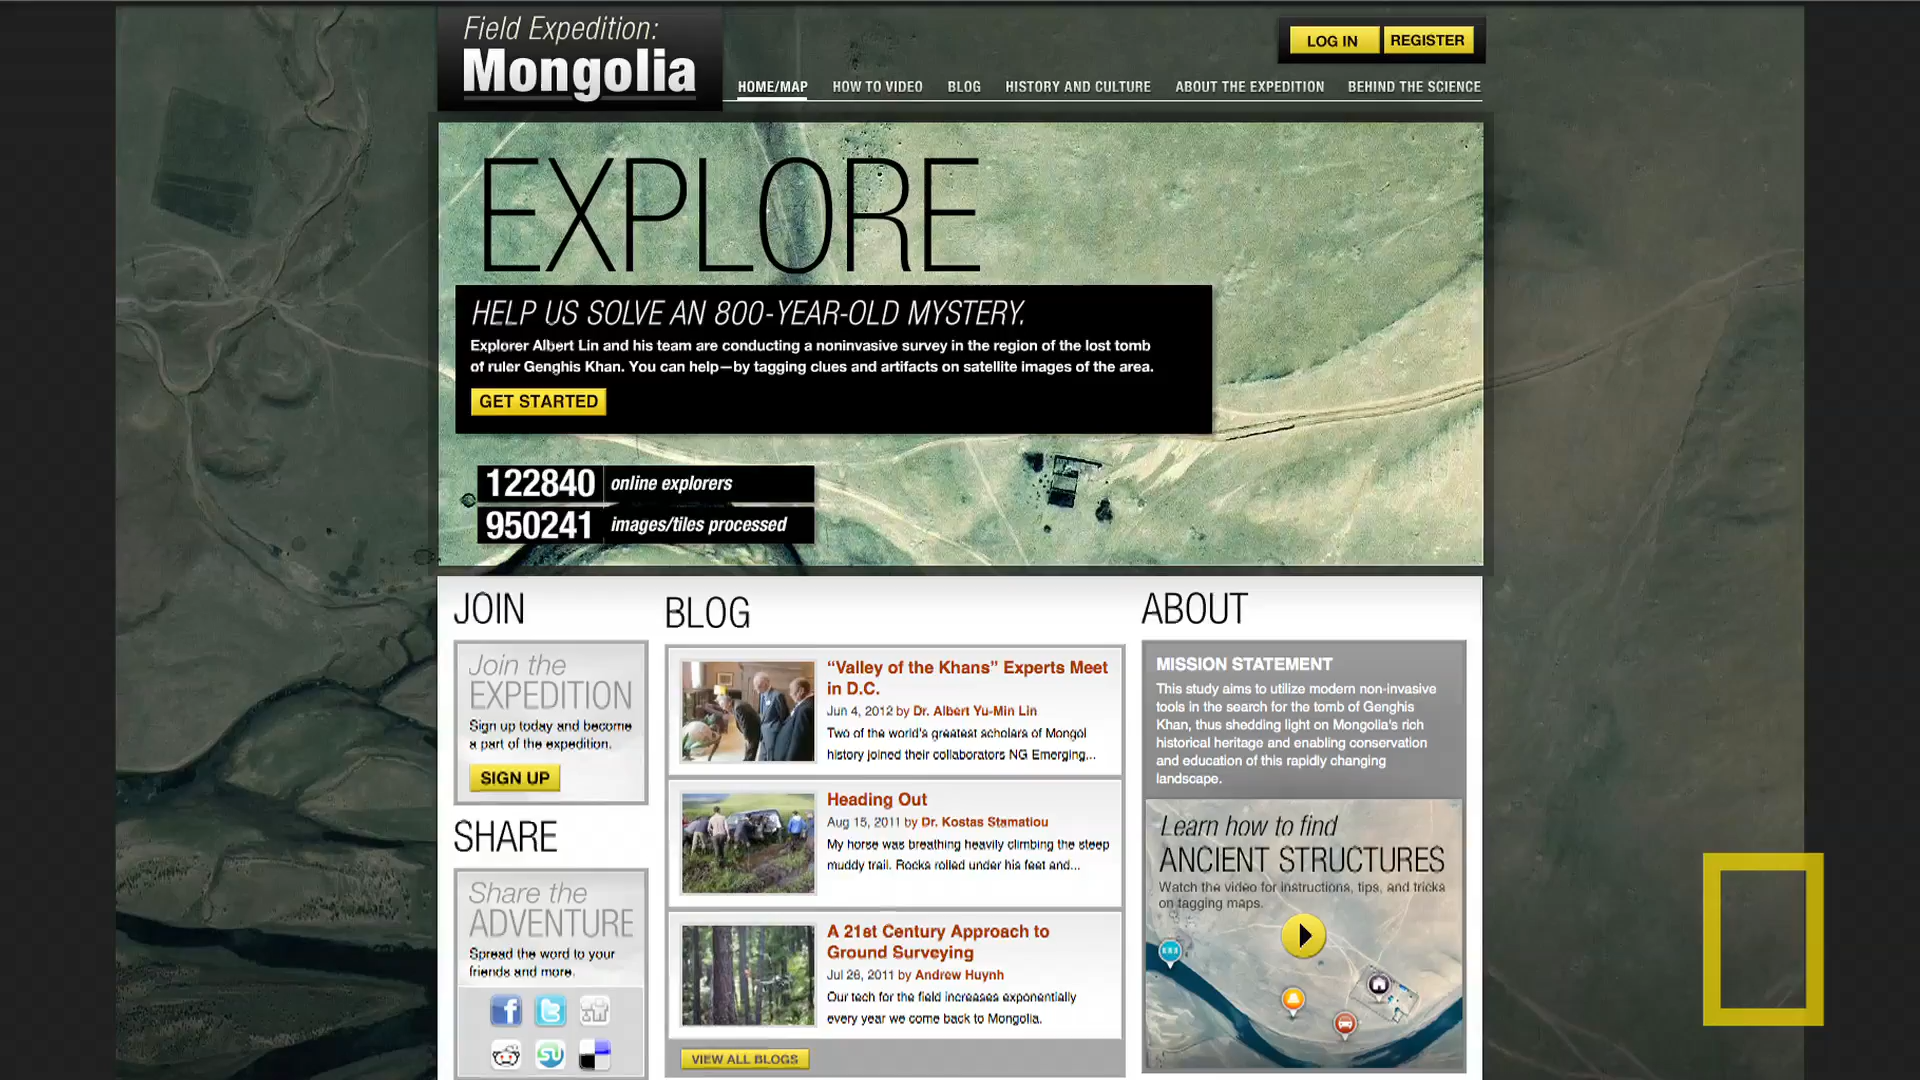 Field Expedition:
Mongolia
LOG IN
REGISTER
HOME/MAP
HOW TO VIDEO
BLOG
HISTORY AND CULTURE
ABOUT THE EXPEDITION
BEHIND THE SCIENCE
EXPLORE
HELP US SOLVE AN 800-YEAR-OLD MYSTERY.
Explorer Albert Lin and his team are conducting a noninvasive survey in the region of the lost tomb
of ruler Genghis Khan. You can help—by tagging clues and artifacts on satellite images of the area.
GET STARTED
122840 online explorers
950241 images/tiles processed
JOIN
Join the
EXPEDITION
Sign up today and become
a part of the expedition.
SIGN UP
SHARE
Share the
ADVENTURE
Spread the word to your
friends and more.
BLOG
“Valley of the Khans” Experts Meet
in D.C.
Jun 4, 2012 by Dr. Albert Yu-Min Lin
Two of the world's greatest scholars of Mongol
history joined their collaborators NG Emerging...
Heading Out
Aug 15, 2011 by Dr. Kostas Stamatiou
My horse was breathing heavily climbing the steep
muddy trail. Rocks rolled under his feet and...
A 21st Century Approach to
Ground Surveying
Jul 26, 2011 by Andrew Huynh
Our tech for the field increases exponentially
every year we come back to Mongolia.
VIEW ALL BLOGS
ABOUT
MISSION STATEMENT
This study aims to utilize modern non-invasive
tools in the search for the tomb of Genghis
Khan, thus shedding light on Mongolia's rich
historical heritage and enabling conservation
and education of this rapidly changing
landscape.
Learn how to find
ANCIENT STRUCTURES
Watch the video for instructions, tips, and tricks
on tagging maps.